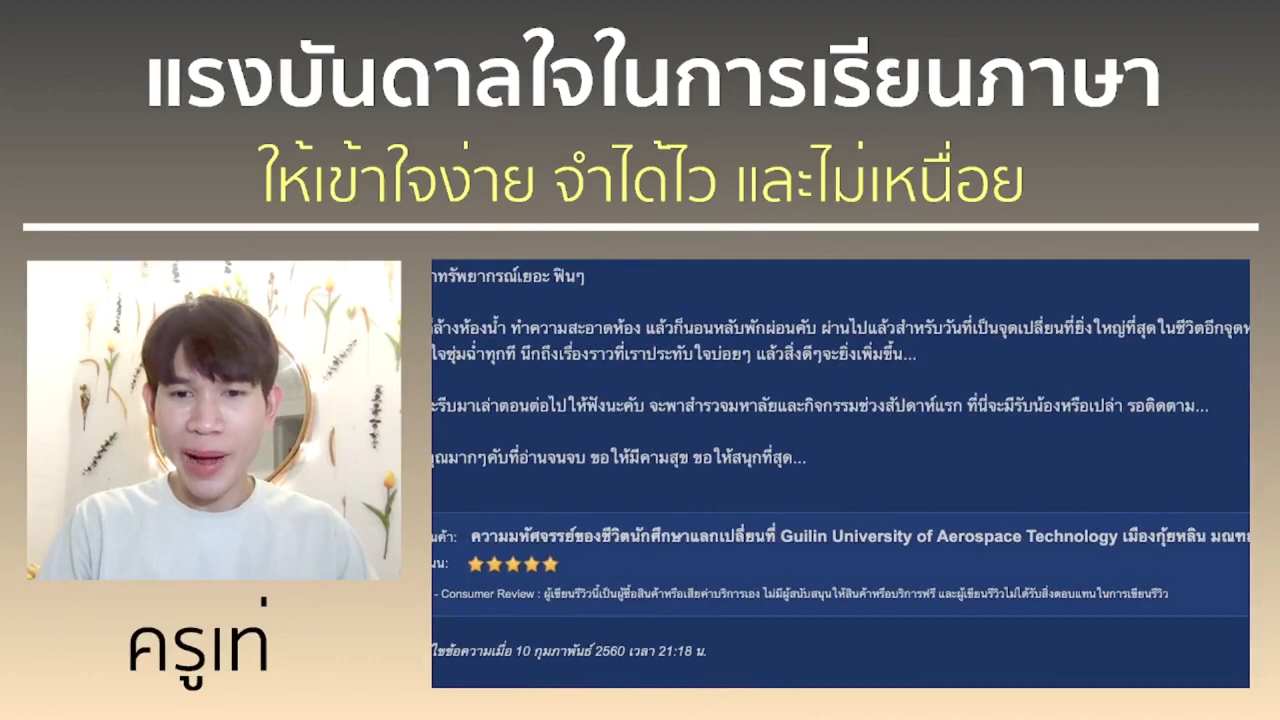 แรงบันดาลใจในการเรียนภาษา
ให้เข้าใจง่าย จำได้ไว และไม่เหนื่อย
าทรัพยากรณ์เยอะ ฟินๆ
ล้างห้องน้ำ ทำความสะอาดห้อง แล้วก็นอนหลับพักผ่อนคับ ผ่านไปแล้วสำหรับวันที่เป็นจุดเปลี่ยนที่ยิ่งใหญ่ที่สุดในชีวิตอีกจุดห
ใจชุ่มฉ่ำทุกที นึกถึงเรื่องราวที่เราประทับใจบ่อยๆ แล้วสิ่งดีๆจะยิ่งเพิ่มขึ้น...
ะรีบมาเล่าตอนต่อไปให้ฟังนะคับ จะพาสำรวจมหาลัยและกิจกรรมช่วงสัปดาห์แรก ที่นี่จะมีรับน้องหรือเปล่า รอติดตาม...
ุณมากๆคับที่อ่านจนจบ ขอให้มีคามสุข ขอให้สนุกที่สุด...
นค้า: ความมหัศจรรย์ของชีวิตนักศึกษาแลกเปลี่ยนที่ Guilin University of Aerospace Technology เมืองกุ้ยหลิน มณฑล
นน:
- Consumer Review : ผู้เขียนรีวิวนี้เป็นผู้ซื้อสินค้าหรือเสียค่าบริการเอง ไม่มีผู้สนับสนุนให้สินค้าหรือบริการฟรี และผู้เขียนรีวิวไม่ได้รับสิ่งตอบแทนในการเขียนรีวิว
ไขข้อความเมื่อ 10 กุมภาพันธ์ 2560 เวลา 21:18 น.
ครูเท่